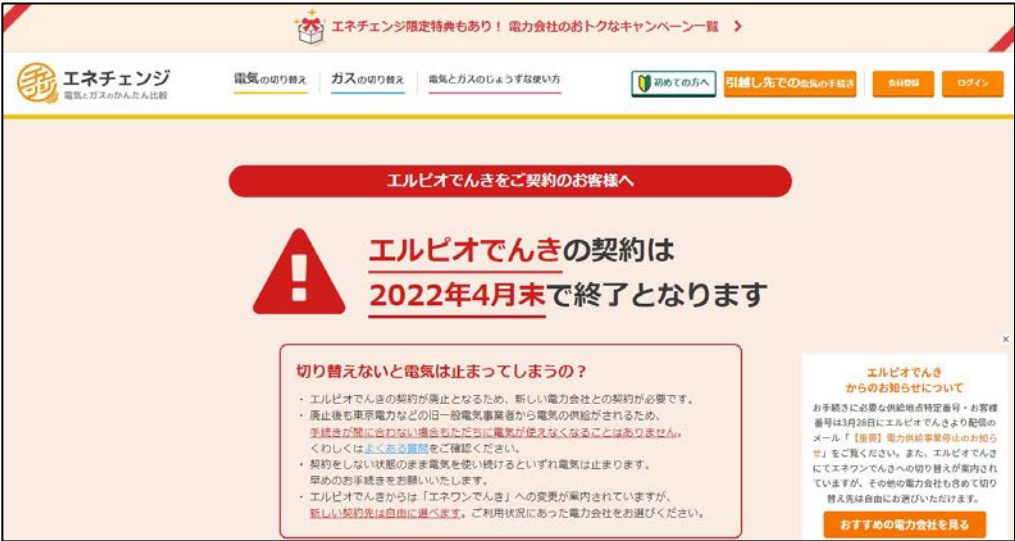 エネチェンジ限定特典もあり！ 電力会社のおトクなキャンペーン一覧
エネチェンジ
電気とガスのかんたん比較
電気の切り替え
ガスの切り替え
電気とガスのじょうずな使い方
初めての方へ
引越し先での電気の手続き
会員登録
ログイン
エルピオでんきをご契約のお客様へ
エルピオでんきの契約は
2022年4月末で終了となります
切り替えないと電気は止まってしまうの？
・エルピオでんきの契約が廃止となるため、新しい電力会社との契約が必要です。
・廃止後も東京電力などの旧一般電気事業者から電気の供給がされるため、
手続きが間に合わない場合もただちに電気が使えなくなることはありません。
くわしくはよくある質問をご確認ください。
・契約をしない状態のまま電気を使い続けるといずれ電気は止まります。
早めのお手続きをお願いいたします。
・エルピオでんきからは「エネワンでんき」への変更が案内されていますが、
新しい契約先は自由に選べます。ご利用状況にあった電力会社をお選びください。
エルピオでんき
からのお知らせについて
お手続きに必要な供給地点特定番号・お客様
番号は3月28日にエルピオでんきより配信の
メール「【重要】電力供給事業停止のお知ら
せ」をご覧ください。また、エルピオでんき
にてエネワンでんきへの切り替えが案内され
ていますが、その他の電力会社も含めて切り
替え先は自由にお選びいただけます。
おすすめの電力会社を見る